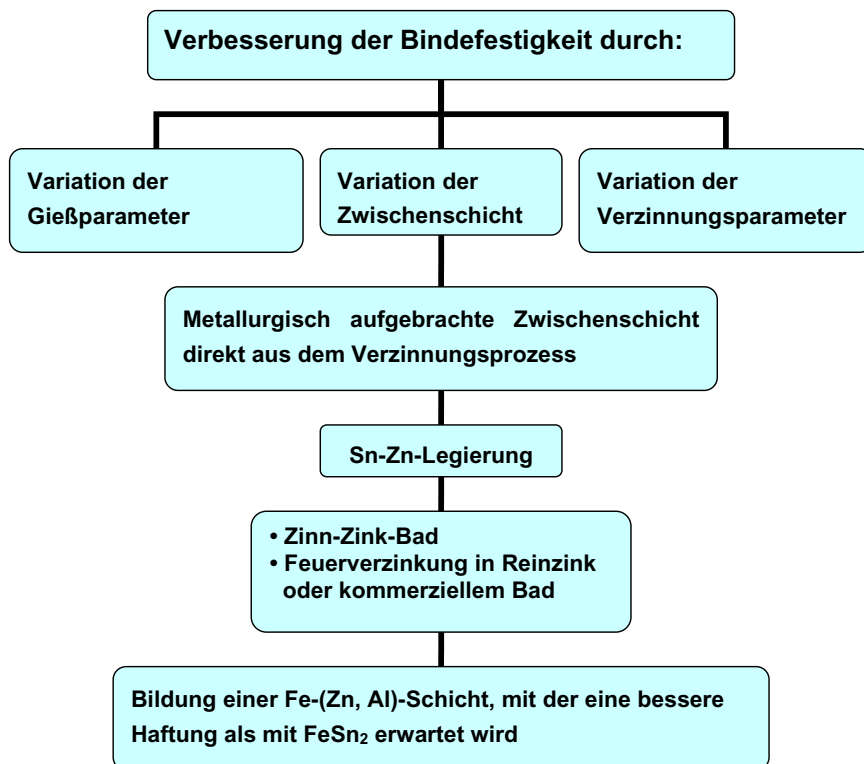 Verbesserung der Bindefestigkeit durch:
Variation der
Gießparameter
Variation der
Zwischenschicht
Variation der
Verzinnungsparameter
Metallurgisch aufgebrachte Zwischenschicht
direkt aus dem Verzinnungsprozess
Sn-Zn-Legierung
• Zinn-Zink-Bad
• Feuerverzinkung in Reinzink
oder kommerziellem Bad
Bildung einer Fe-(Zn, Al)-Schicht, mit der eine bessere
Haftung als mit FeSn₂ erwartet wird